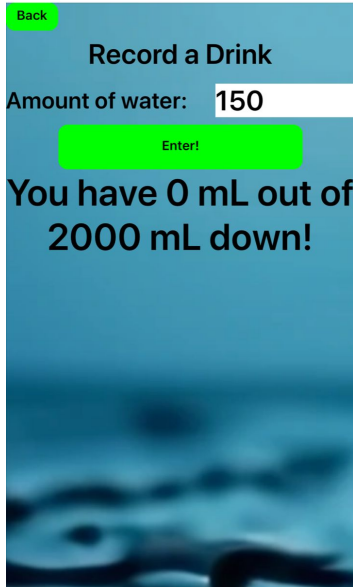 Back
Record a Drink
Amount of water: 150
Enter!
You have 0 mL out of
2000 mL down!